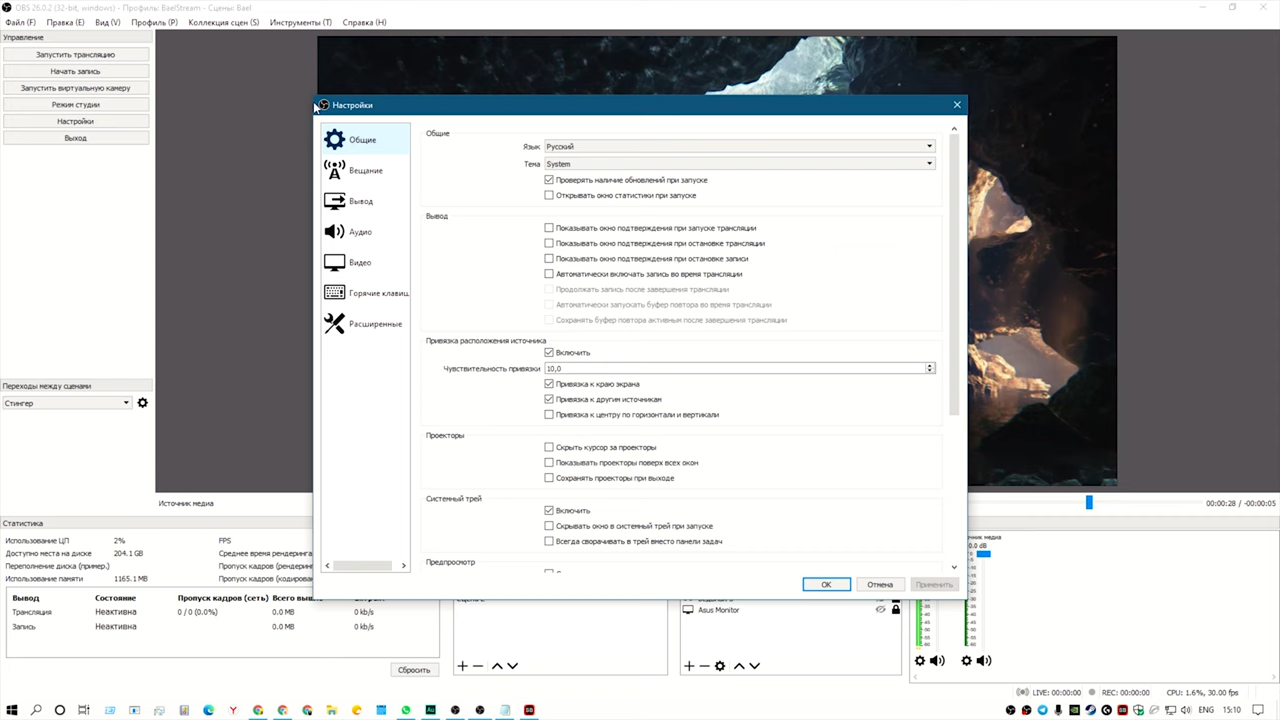 OBS 26.0.2 (32-bit, windows) - Профиль: BaelStream - Сцены: Bael
Файл (F) Правка (E) Вид (V) Профиль (P) Коллекция сцен (S) Инструменты (T) Справка (H)
Управление
Запустить трансляцию
Начать запись
Запустить виртуальную камеру
Режим студии
Настройки
Выход
Переходы между сценами
Стингер
Настройки
Общие
Вещание
Вывод
Аудио
Видео
Горячие клавиш
Расширенные
Общие
Язык Русский
Тема System
Проверять наличие обновлений при запуске
Открывать окно статистики при запуске
Вывод
Показывать окно подтверждения при запуске трансляции
Показывать окно подтверждения при остановке трансляции
Показывать окно подтверждения при остановке записи
Автоматически включать запись во время трансляции
Продолжать запись после завершения трансляции
Автоматически запускать буфер повтора во время трансляции
Сохранять буфер повтора активным после завершения трансляции
Привязка расположения источника
Включить
Чувствительность привязки 10,0
Привязка к краю экрана
Привязка к другим источникам
Привязка к центру по горизонтали и вертикали
Проекторы
Скрыть курсор за проекторы
Показывать проекторы поверх всех окон
Сохранять проекторы при выходе
Системный трей
Включить
Скрывать окно в системный трей при запуске
Всегда сворачивать в трей вместо панели задач
Предпросмотр
OK Отмена Применить
Источник медиа
00:00:28 / -00:00:05
Статистика
Использование ЦП 2% FPS
Доступно места на диске 204.1 GB Среднее время рендеринга
Переполнение диска (пример.) Пропуск кадров (рендеринг
Использование памяти 1165.1 MB Пропуск кадров (кодирован
Вывод Состояние Пропуск кадров (сеть) Всего выв
Трансляция Неактивна 0 / 0 (0.0%) 0.0 MB 0 kb/s
Запись Неактивна 0.0 MB 0 kb/s
Сбросить
Asus Monitor
чник медиа
0.0 dB
LIVE: 00:00:00 REC: 00:00:00 CPU: 1.6%, 30.00 fps
ENG 15:10